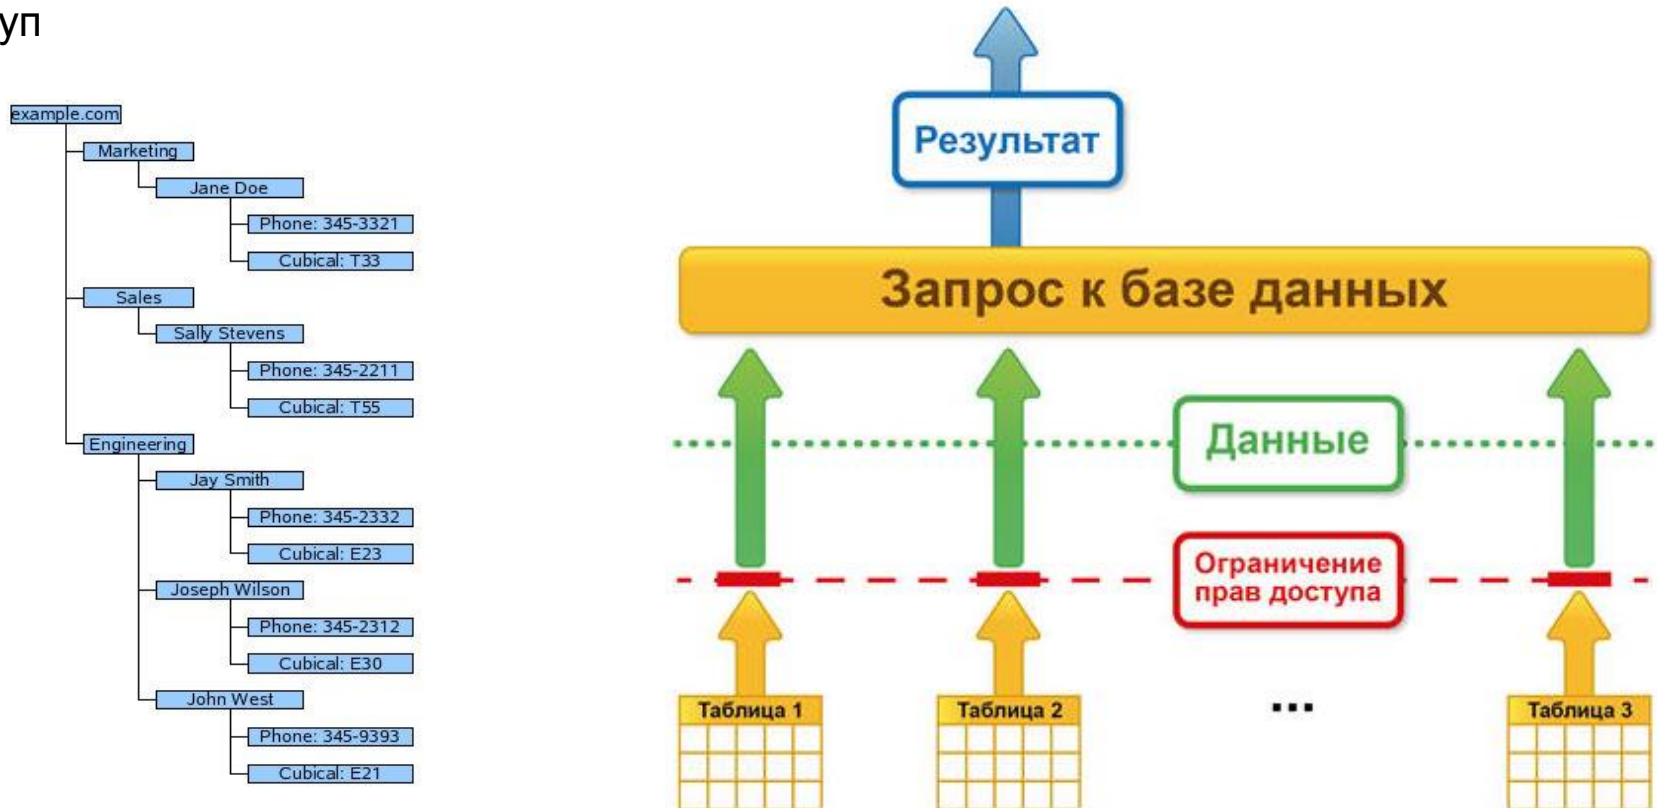 уп
example.com
Marketing
Jane Doe
Phone: 345-3321
Cubical: T33
Sales
Sally Stevens
Phone: 345-2211
Cubical: T55
Engineering
Jay Smith
Phone: 345-2332
Cubical: E23
Joseph Wilson
Phone: 345-2312
Cubical: E30
John West
Phone: 345-9393
Cubical: E21
Результат
Запрос к базе данных
Данные
Ограничение
прав доступа
Таблица 1
Таблица 2
...
Таблица 3